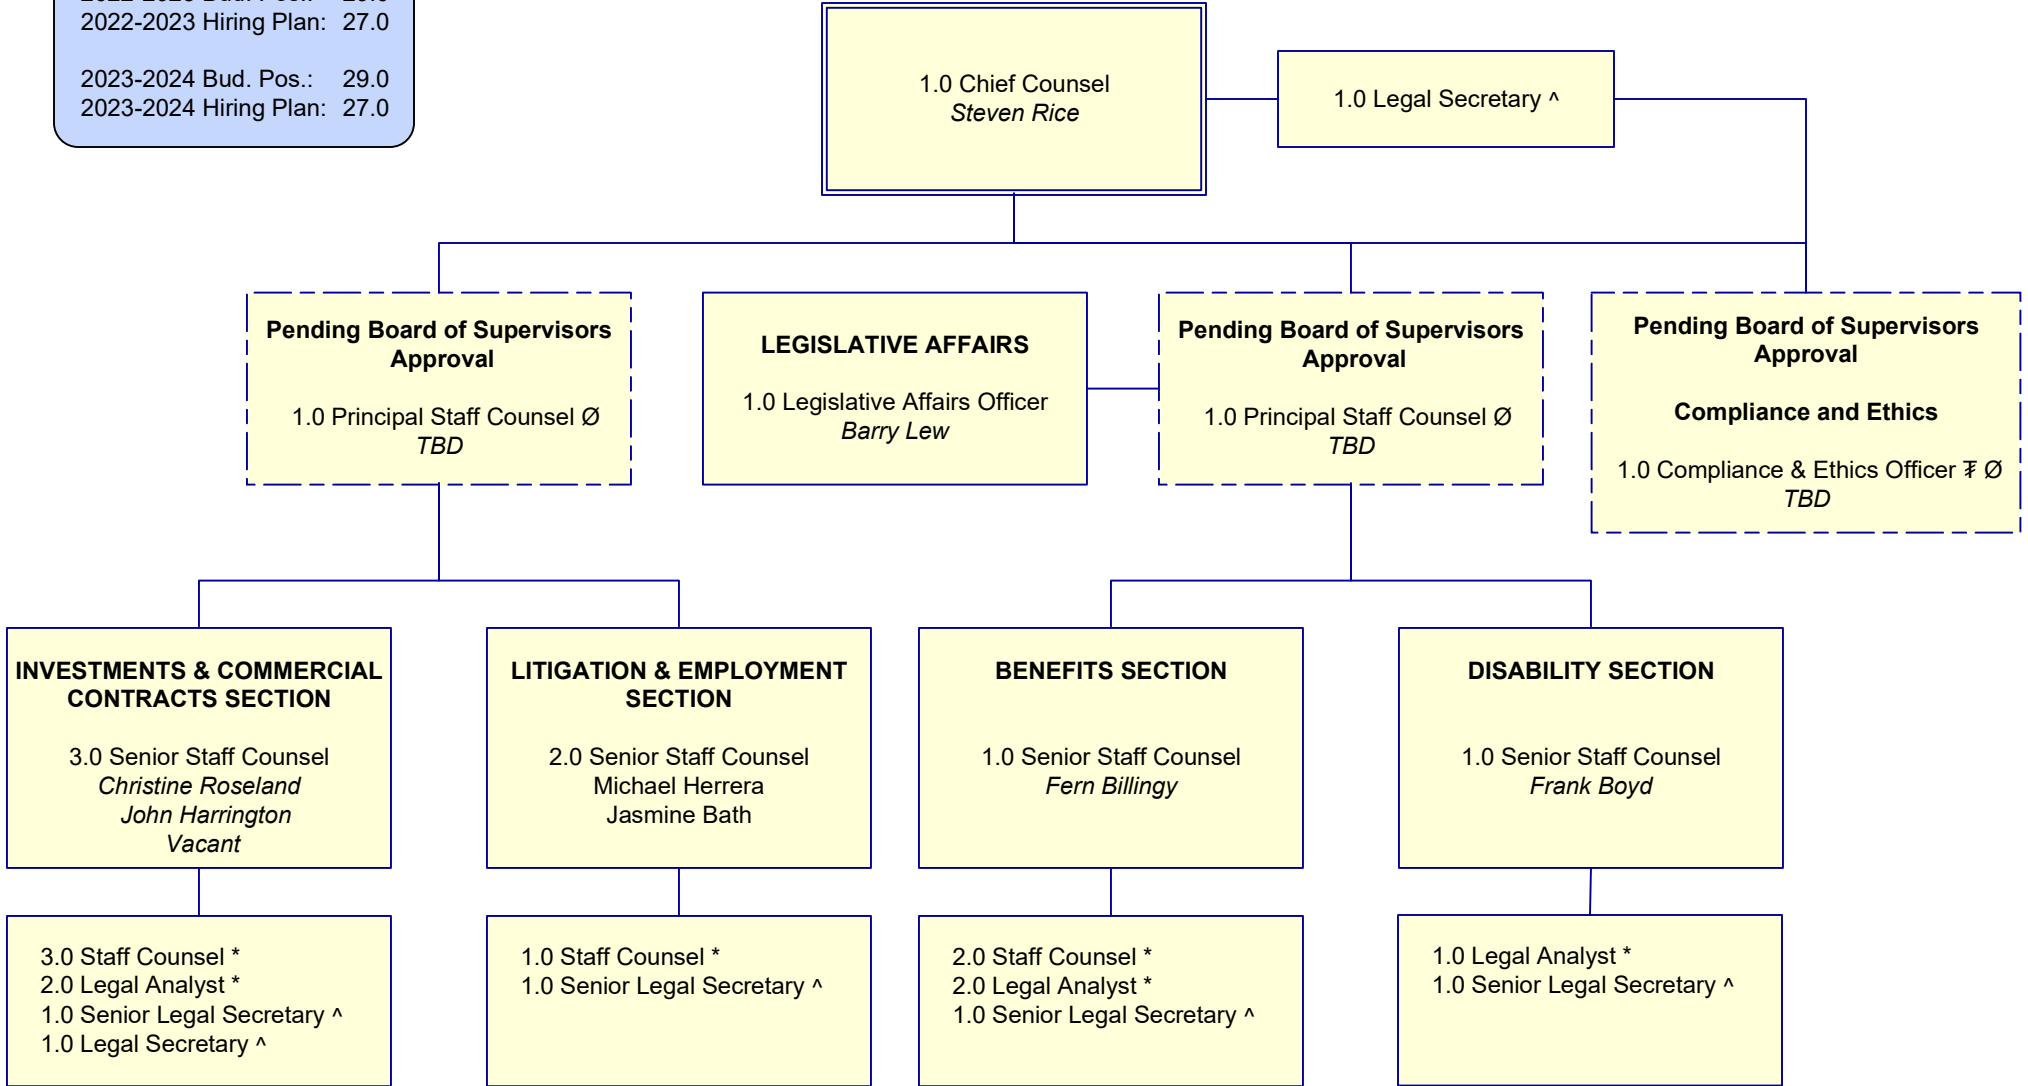 2022-2023 Hiring Plan: 27.0
2023-2024 Bud. Pos.: 29.0
2023-2024 Hiring Plan: 27.0
1.0 Chief Counsel
Steven Rice
1.0 Legal Secretary ^
Pending Board of Supervisors
Approval
1.0 Principal Staff Counsel Ø
TBD
LEGISLATIVE AFFAIRS
1.0 Legislative Affairs Officer
Barry Lew
Pending Board of Supervisors
Approval
1.0 Principal Staff Counsel Ø
TBD
Pending Board of Supervisors
Approval
Compliance and Ethics
1.0 Compliance & Ethics Officer ₮ Ø
TBD
INVESTMENTS & COMMERCIAL
CONTRACTS SECTION
3.0 Senior Staff Counsel
Christine Roseland
John Harrington
Vacant
LITIGATION & EMPLOYMENT
SECTION
2.0 Senior Staff Counsel
Michael Herrera
Jasmine Bath
BENEFITS SECTION
1.0 Senior Staff Counsel
Fern Billingy
DISABILITY SECTION
1.0 Senior Staff Counsel
Frank Boyd
3.0 Staff Counsel *
2.0 Legal Analyst *
1.0 Senior Legal Secretary ^
1.0 Legal Secretary ^
1.0 Staff Counsel *
1.0 Senior Legal Secretary ^
2.0 Staff Counsel *
2.0 Legal Analyst *
1.0 Senior Legal Secretary ^
1.0 Legal Analyst *
1.0 Senior Legal Secretary ^